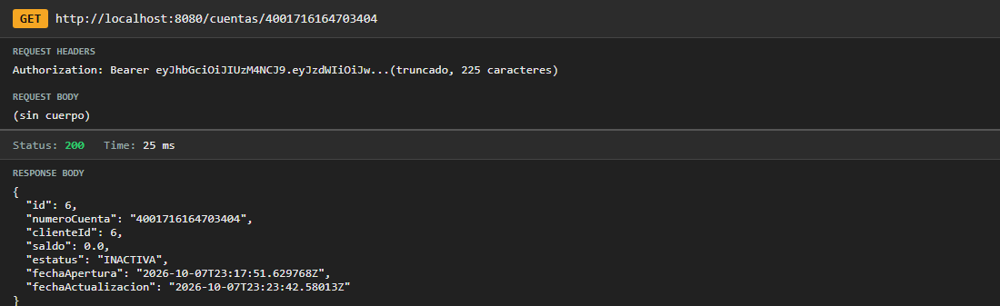 GET http://localhost:8080/cuentas/4001716164703404
REQUEST HEADERS
Authorization: Bearer eyJhbGciOiJIUzM4NCJ9.eyJzdWIiOiJw...(truncado, 225 caracteres)
REQUEST BODY
(sin cuerpo)
Status: 200 Time: 25 ms
RESPONSE BODY
{
"id": 6,
"numeroCuenta": "4001716164703404",
"clienteId": 6,
"saldo": 0.0,
"estatus": "INACTIVA",
"fechaApertura": "2026-10-07T23:17:51.629768Z",
"fechaActualizacion": "2026-10-07T23:23:42.58013Z"
}